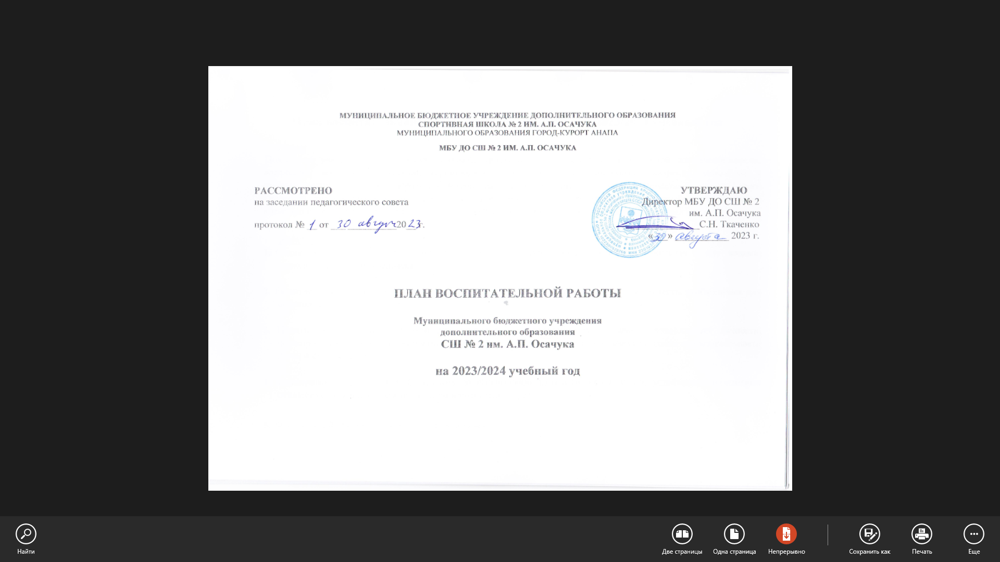 МУНИЦИПАЛЬНОЕ БЮДЖЕТНОЕ УЧРЕЖДЕНИЕ ДОПОЛНИТЕЛЬНОГО ОБРАЗОВАНИЯ
СПОРТИВНАЯ ШКОЛА № 2 ИМ. А.П. ОСАЧУКА
МУНИЦИПАЛЬНОГО ОБРАЗОВАНИЯ ГОРОД-КУРОРТ АНАПА
МБУ ДО СШ № 2 ИМ. А.П. ОСАЧУКА
РАССМОТРЕНО
на заседании педагогического совета
протокол № 1 от 30 август 2023 г.
УТВЕРЖДАЮ
Директор МБУ ДО СШ № 2
им. А.П. Осачука
С.Н. Ткаченко
«30» августа 2023 г.
ПЛАН ВОСПИТАТЕЛЬНОЙ РАБОТЫ
Муниципального бюджетного учреждения
дополнительного образования
СШ № 2 им. А.П. Осачука
на 2023/2024 учебный год
Найти
Две страницы
Одна страница
Непрерывно
Сохранить как
Печать
Еще